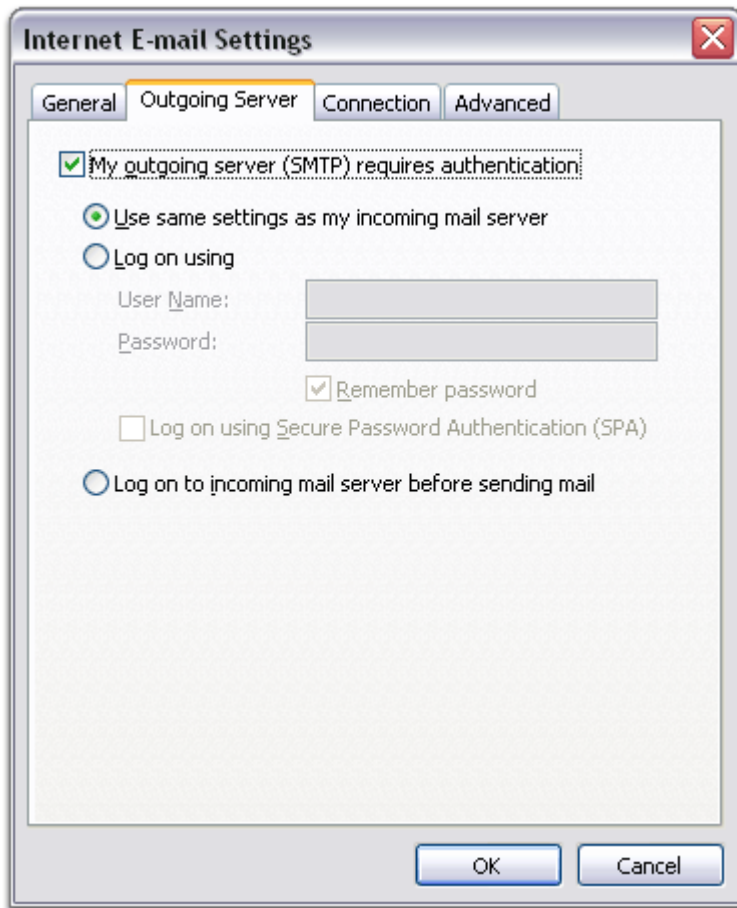 Internet E-mail Settings
General Outgoing Server Connection Advanced
My outgoing server (SMTP) requires authentication
Use same settings as my incoming mail server
Log on using
User Name:
Password:
Remember password
Log on using Secure Password Authentication (SPA)
Log on to incoming mail server before sending mail
OK Cancel